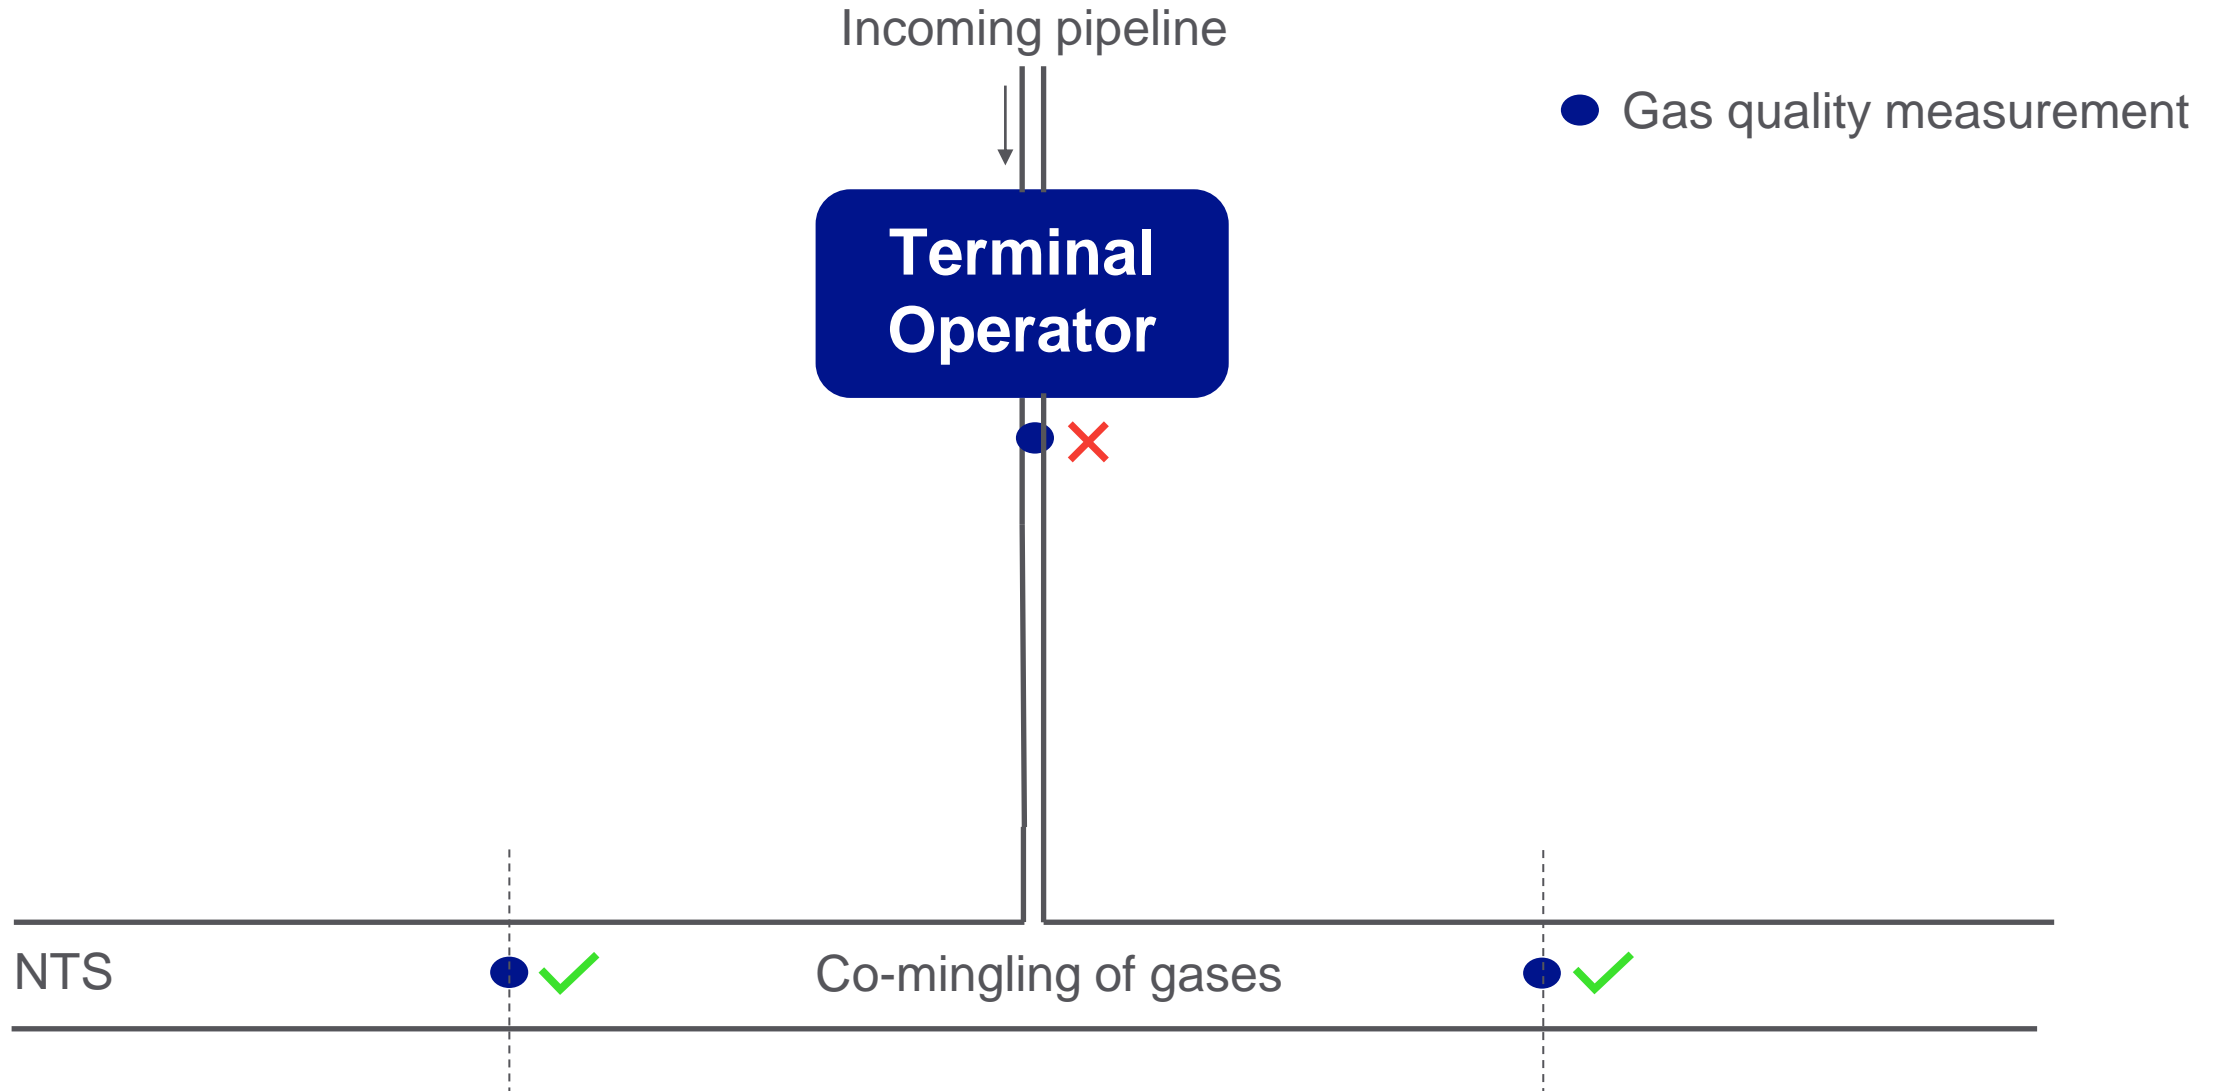 Incoming pipeline
Gas quality measurement
Terminal
Operator
NTS
Co-mingling of gases